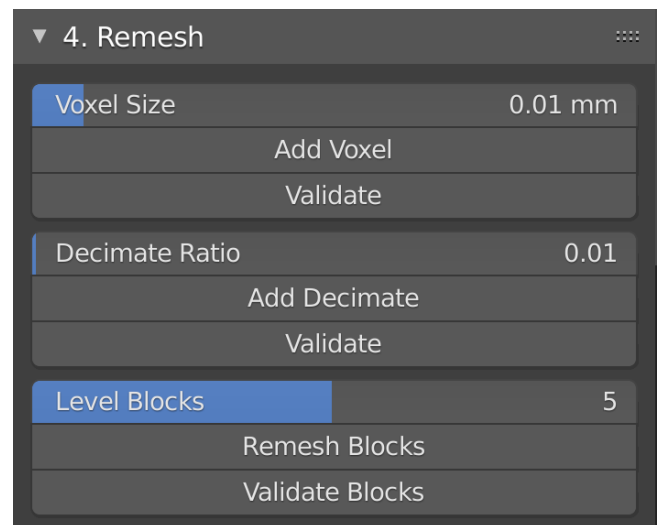 4. Remesh
Voxel Size 0.01 mm
Add Voxel
Validate
Decimate Ratio 0.01
Add Decimate
Validate
Level Blocks 5
Remesh Blocks
Validate Blocks